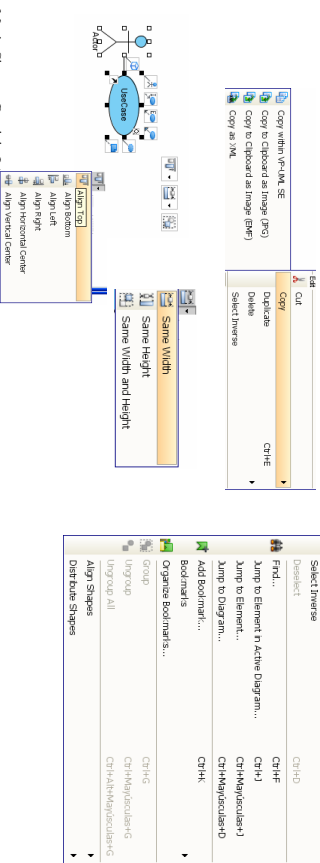 Edit
Cut
Copy
Duplicate Ctrl+E
Delete
Select Inverse
Copy within VP-UML SE
Copy to Clipboard as Image (JPG)
Copy to Clipboard as Image (EMF)
Copy as XML
Actor
UseCase
Same Width
Same Height
Same Width and Height
Align Top
Align Bottom
Align Left
Align Right
Align Horizontal Center
Align Vertical Center
Select Inverse
Deselect Ctrl+D
Find... Ctrl+F
Jump to Element in Active Diagram... Ctrl+J
Jump to Element... Ctrl+Mayúsculas+J
Jump to Diagram... Ctrl+Mayúsculas+D
Add Bookmark... Ctrl+K
Bookmarks
Organize Bookmarks...
Group Ctrl+G
Ungroup Ctrl+Mayúsculas+G
Ungroup All Ctrl+Alt+Mayúsculas+G
Align Shapes
Distribute Shapes